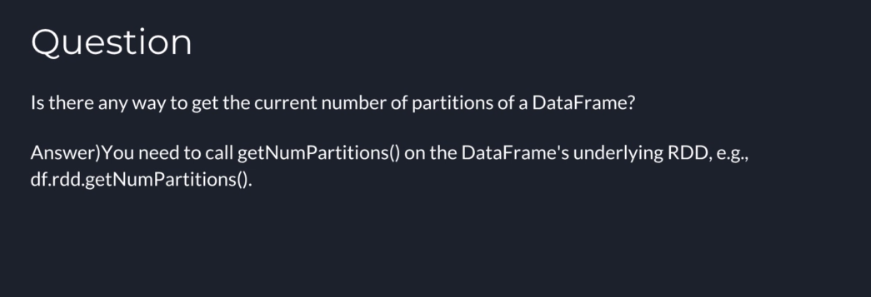 Question
Is there any way to get the current number of partitions of a DataFrame?
Answer)You need to call getNumPartitions() on the DataFrame's underlying RDD, e.g.,
df.rdd.getNumPartitions().